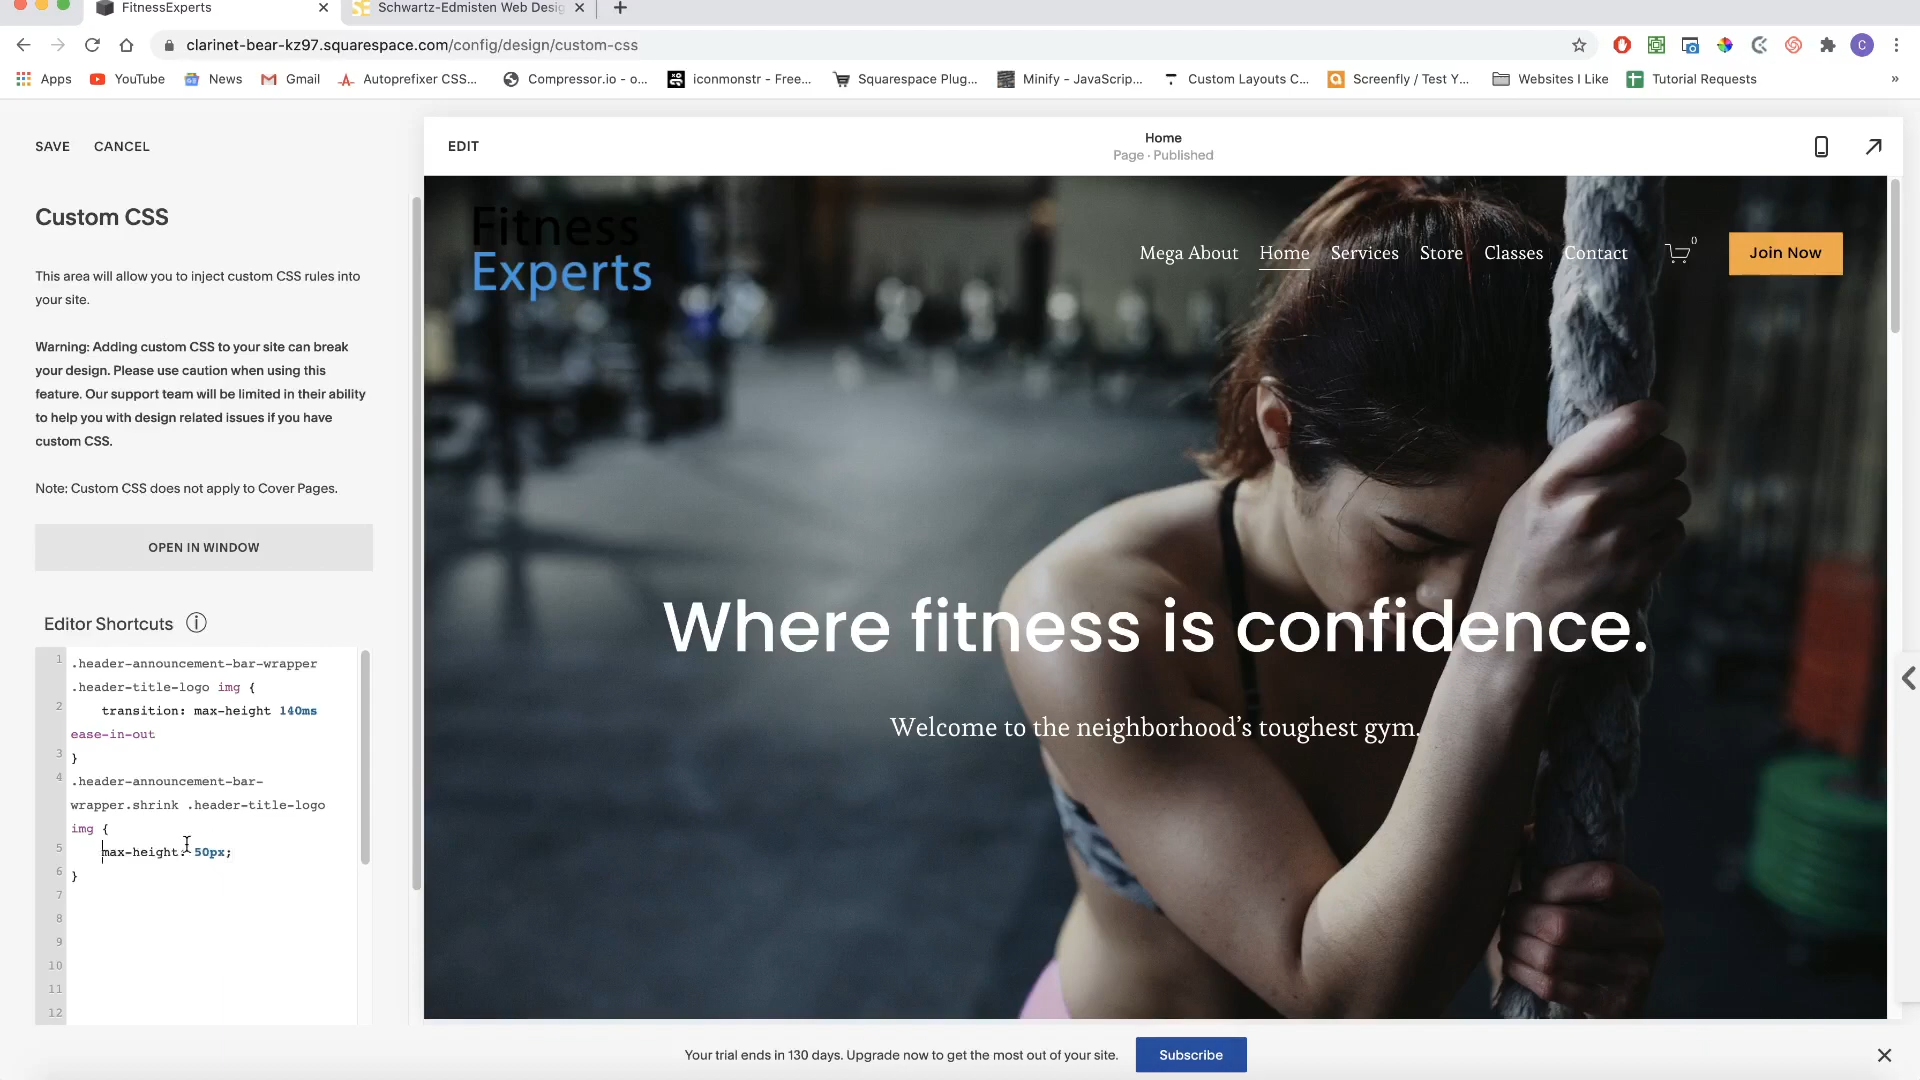 FitnessExperts
Schwartz-Edmisten Web Desig
clarinet-bear-kz97.squarespace.com/config/design/custom-css
C
Apps YouTube News Gmail Autoprefixer CSS... Compressor.io - o... iconmonstr - Free... Squarespace Plug... Minify - JavaScrip... Custom Layouts C... Screenfly / Test Y... Websites I Like Tutorial Requests »
SAVE CANCEL
EDIT
Home
Page · Published
Custom CSS
This area will allow you to inject custom CSS rules into
your site.
Warning: Adding custom CSS to your site can break
your design. Please use caution when using this
feature. Our support team will be limited in their ability
to help you with design related issues if you have
custom CSS.
Note: Custom CSS does not apply to Cover Pages.
OPEN IN WINDOW
Editor Shortcuts
1 .header-announcement-bar-wrapper
.header-title-logo img {
2 transition: max-height 140ms
ease-in-out
3 }
4 .header-announcement-bar-
wrapper.shrink .header-title-logo
img {
5 max-height: 50px;
6 }
7
8
9
10
11
12
Fitness
Experts
Mega About Home Services Store Classes Contact 0 Join Now
Where fitness is confidence.
Welcome to the neighborhood’s toughest gym.
Your trial ends in 130 days. Upgrade now to get the most out of your site. Subscribe